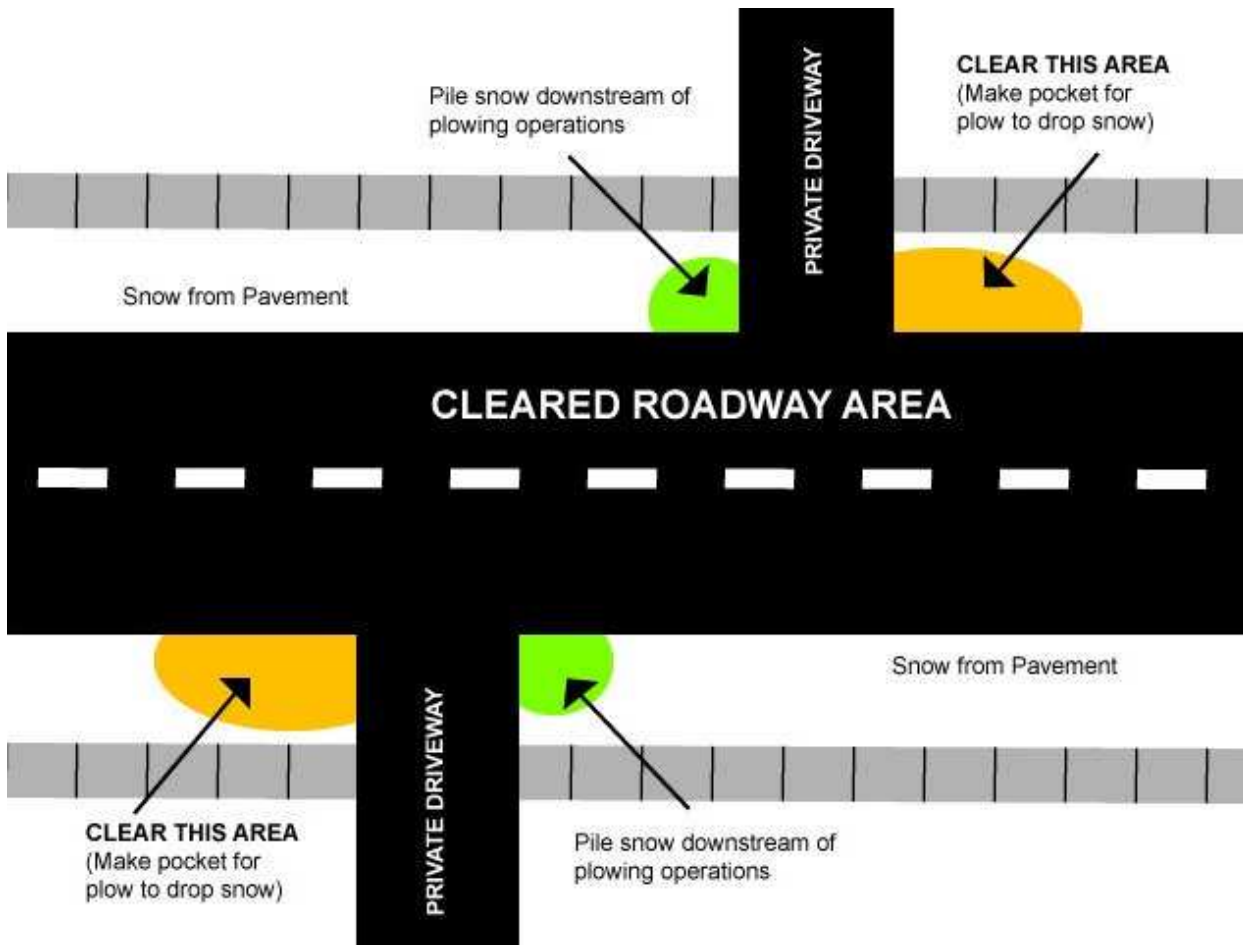 Pile snow downstream of
plowing operations
PRIVATE DRIVEWAY
CLEAR THIS AREA
(Make pocket for
plow to drop snow)
Snow from Pavement
CLEARED ROADWAY AREA
Snow from Pavement
PRIVATE DRIVEWAY
CLEAR THIS AREA
(Make pocket for
plow to drop snow)
Pile snow downstream of
plowing operations